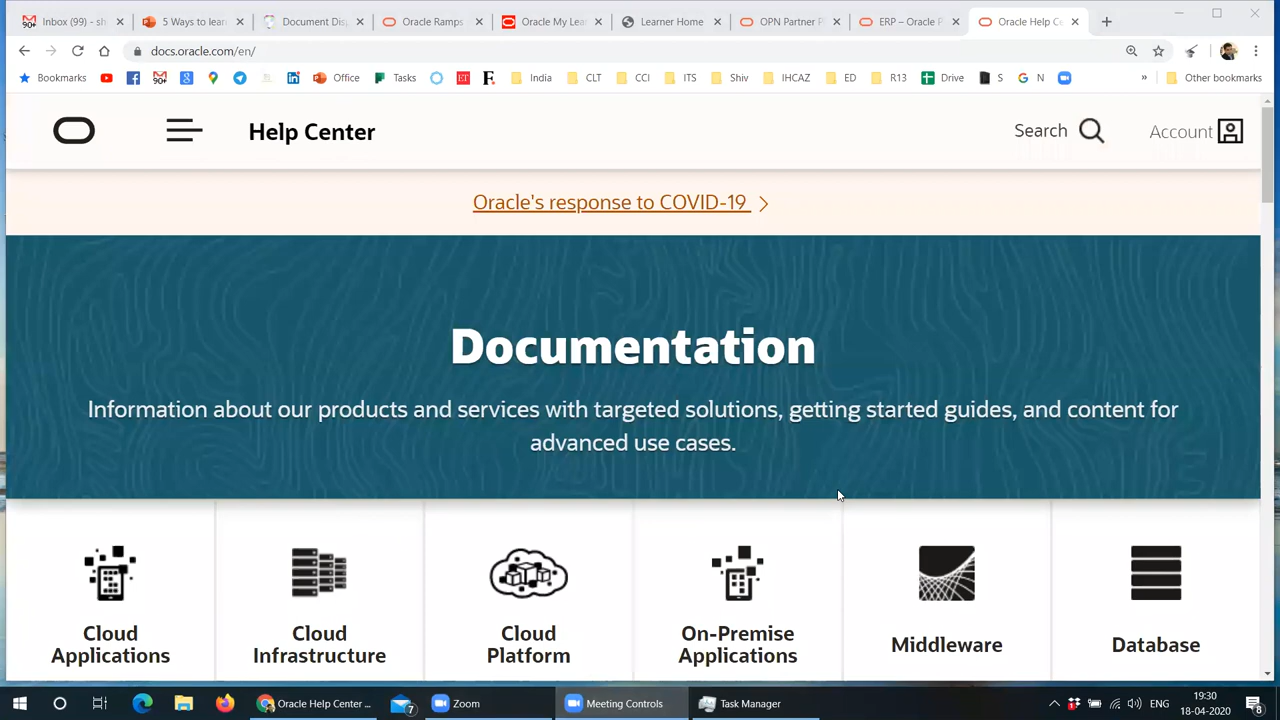 Inbox (99) - sh
5 Ways to lear
Document Dis
Oracle Ramps
Oracle My Lea
Learner Home
OPN Partner P
ERP – Oracle
Oracle Help Ce
docs.oracle.com/en/
Bookmarks
Office
Tasks
ET
F
India
CLT
CCI
ITS
Shiv
IHCAZ
ED
R13
Drive
S
N
»
Other bookmarks
Help Center
Search
Account
Oracle's response to COVID-19
Documentation
Information about our products and services with targeted solutions, getting started guides, and content for
advanced use cases.
Cloud
Applications
Cloud
Infrastructure
Cloud
Platform
On-Premise
Applications
Middleware
Database
Oracle Help Center ...
7
Zoom
Meeting Controls
Task Manager
ENG
19:30
18-04-2020
8